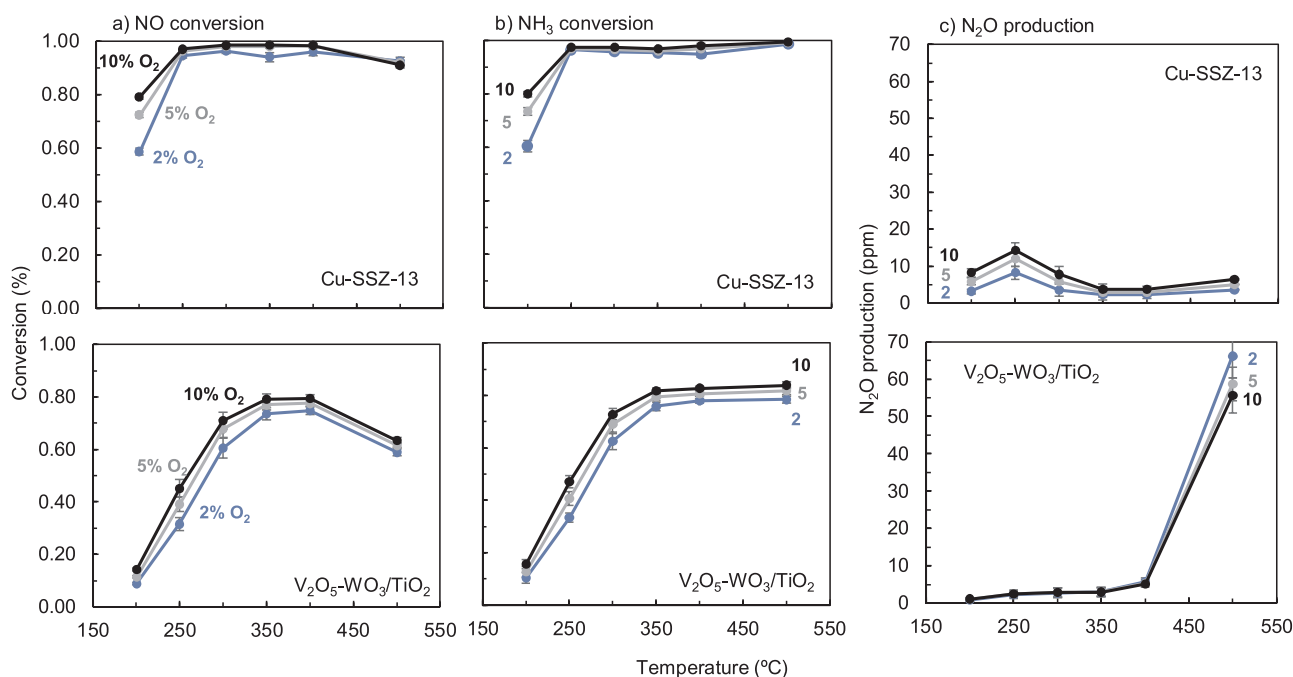 a) NO conversion
b) NH3 conversion
c) N2O production
Conversion (%)
1.00
0.80
0.60
0.40
0.20
0.00
10% O2
5% O2
2% O2
Cu-SSZ-13
10
5
2
Cu-SSZ-13
N2O production (ppm)
70
60
50
40
30
20
10
0
Cu-SSZ-13
10
5
2
1.00
0.80
0.60
0.40
0.20
0.00
10% O2
5% O2
2% O2
V2O5-WO3/TiO2
150 250 350 450 550
10
5
2
V2O5-WO3/TiO2
150 250 350 450 550
70
60
50
40
30
20
10
0
V2O5-WO3/TiO2
2
5
10
150 250 350 450 550
Temperature (ºC)